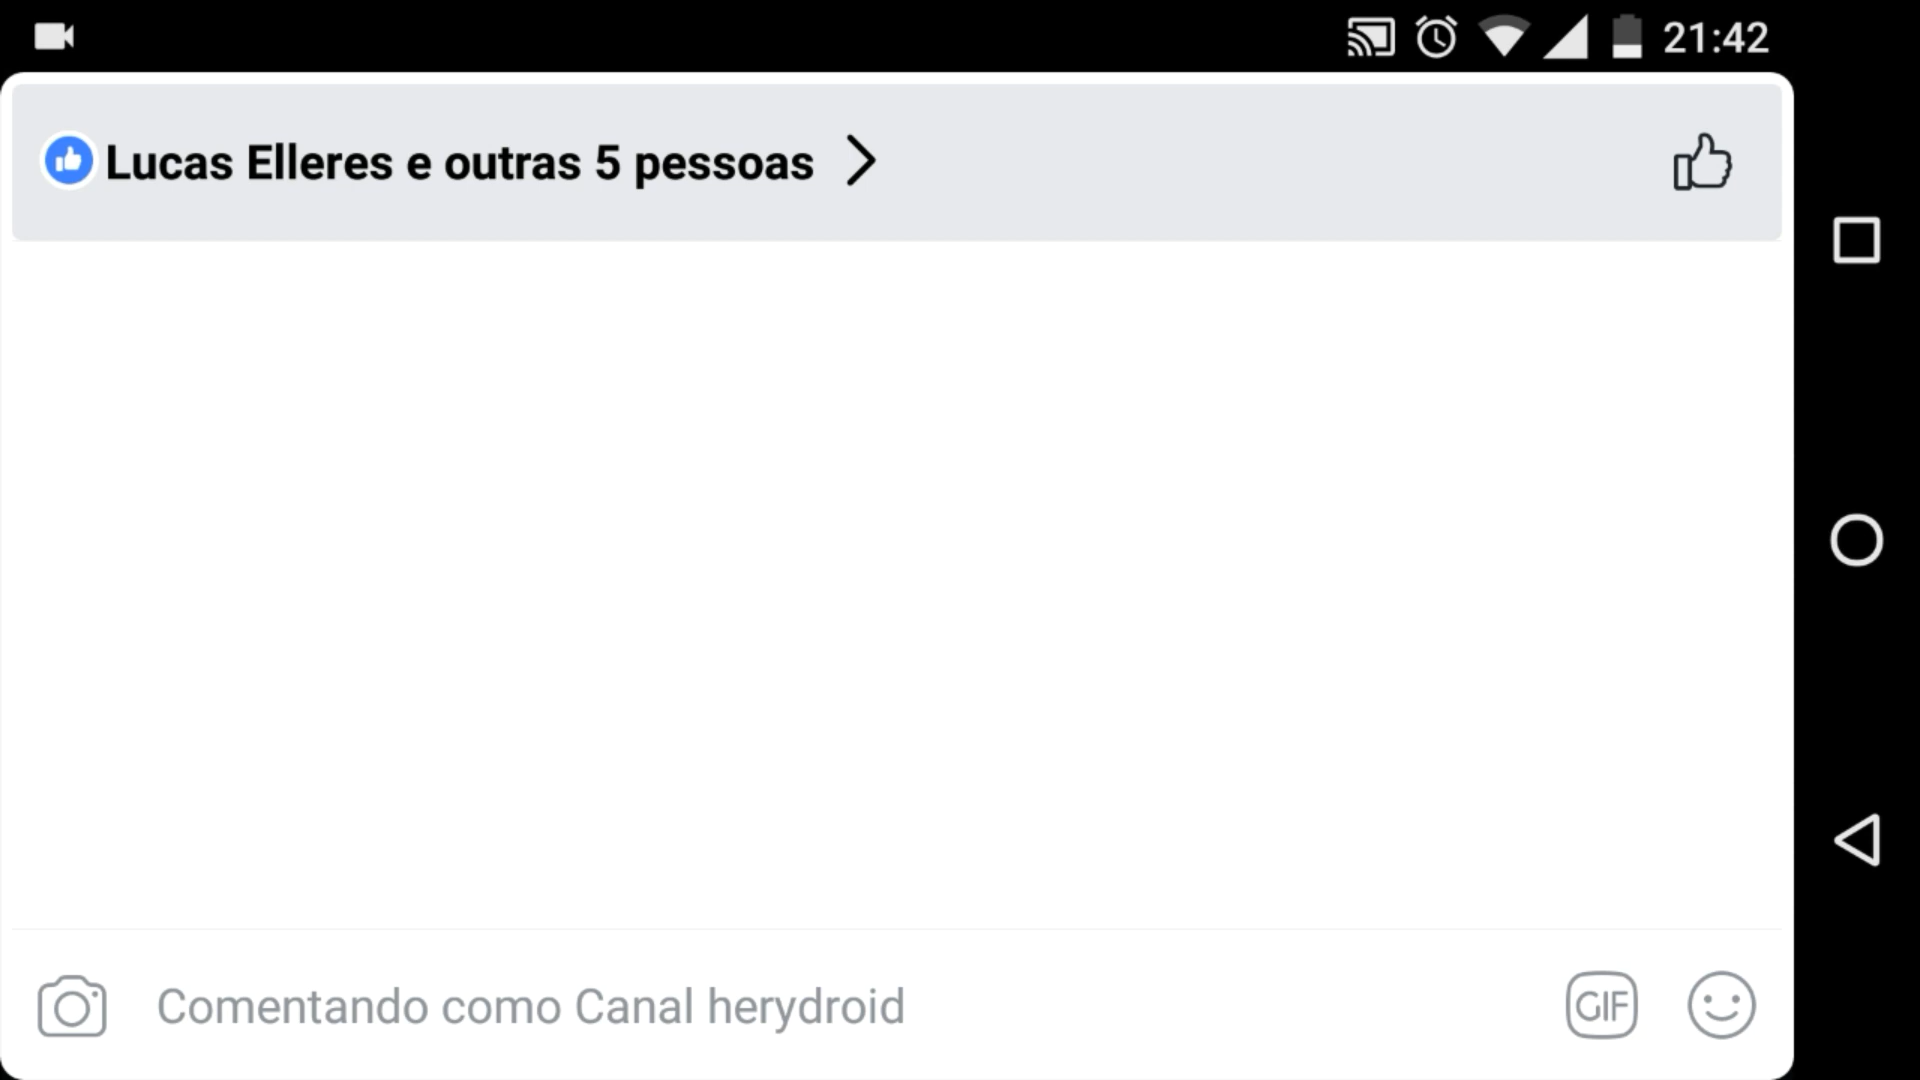 21:42
Lucas Elleres e outras 5 pessoas
Comentando como Canal herydroid
GIF